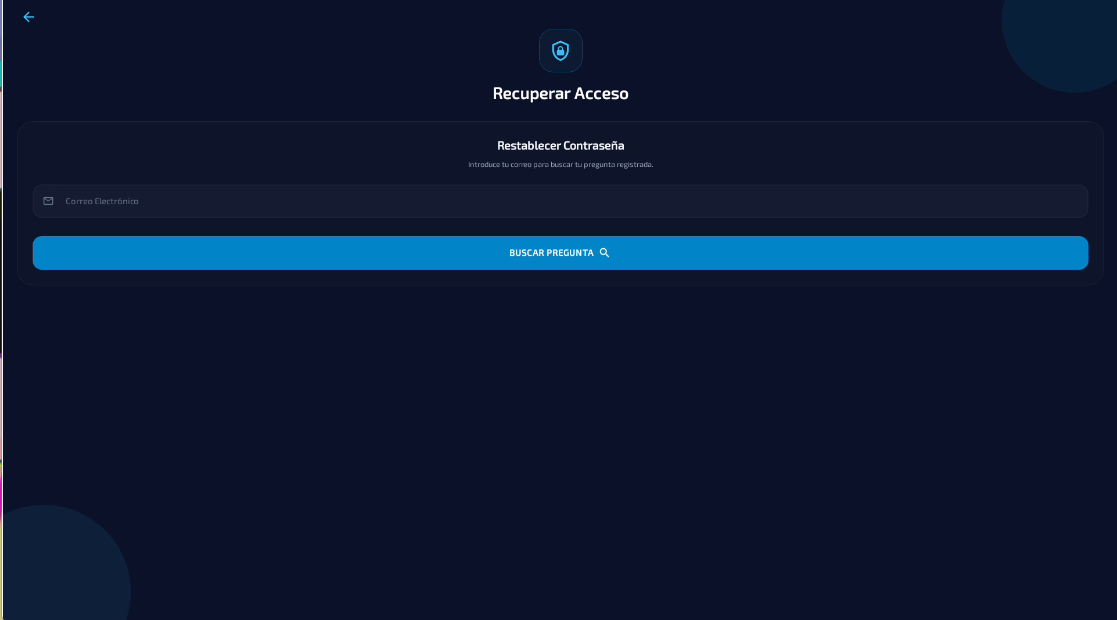 Recuperar Acceso
Restablecer Contraseña
Introduce tu correo para buscar tu pregunta registrada.
Correo Electrónico
BUSCAR PREGUNTA